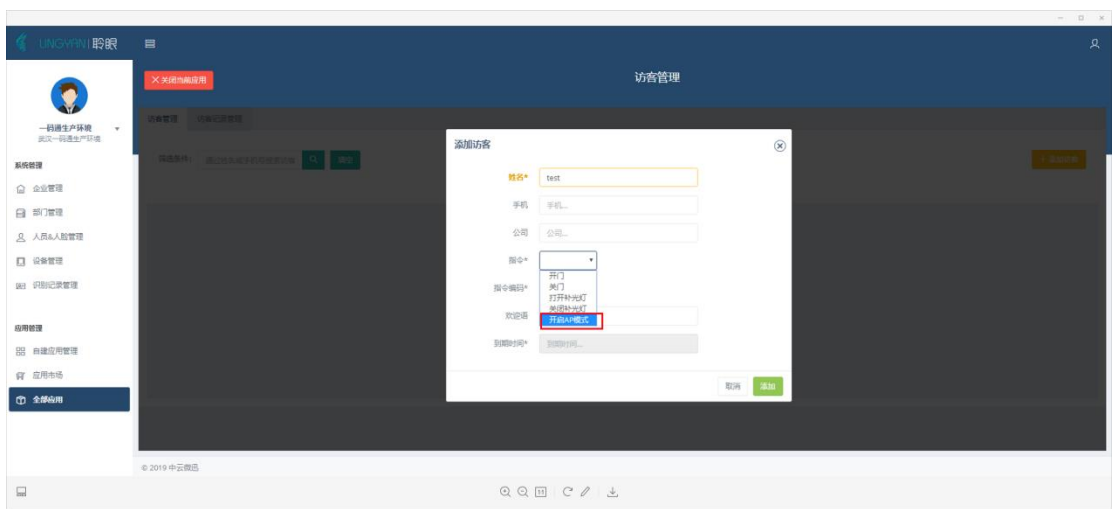 LINGYAN|聆眼
一码通生产环境
武汉一码通生产环境
系统管理
企业管理
部门管理
人员&人脸管理
设备管理
识别记录管理
应用管理
自建应用管理
应用市场
全部应用
× 关闭当前应用
访客管理
访客管理
访客记录管理
筛选条件:
添加访客
姓名* test
手机 手机...
公司 公司...
指令*
开门
关门
打开补光灯
关闭补光灯
开启AP模式
指令编码*
欢迎语
到期时间* 到期时间...
取消
添加
© 2019 中云微迅